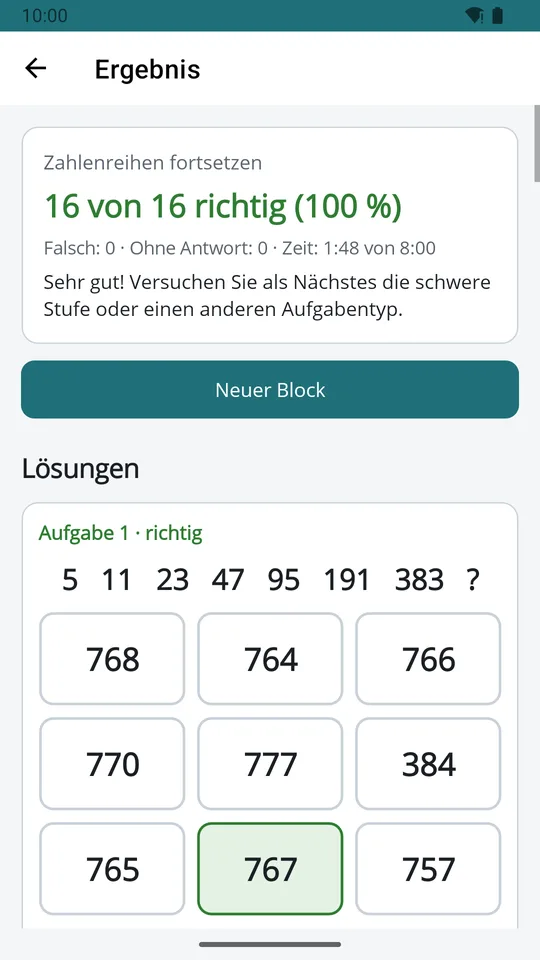 10:00
Ergebnis
Zahlenreihen fortsetzen
16 von 16 richtig (100 %)
Falsch: 0 · Ohne Antwort: 0 · Zeit: 1:48 von 8:00
Sehr gut! Versuchen Sie als Nächstes die schwere
Stufe oder einen anderen Aufgabentyp.
Neuer Block
Lösungen
Aufgabe 1 · richtig
5 11 23 47 95 191 383 ?
768 764 766
770 777 384
765 767 757